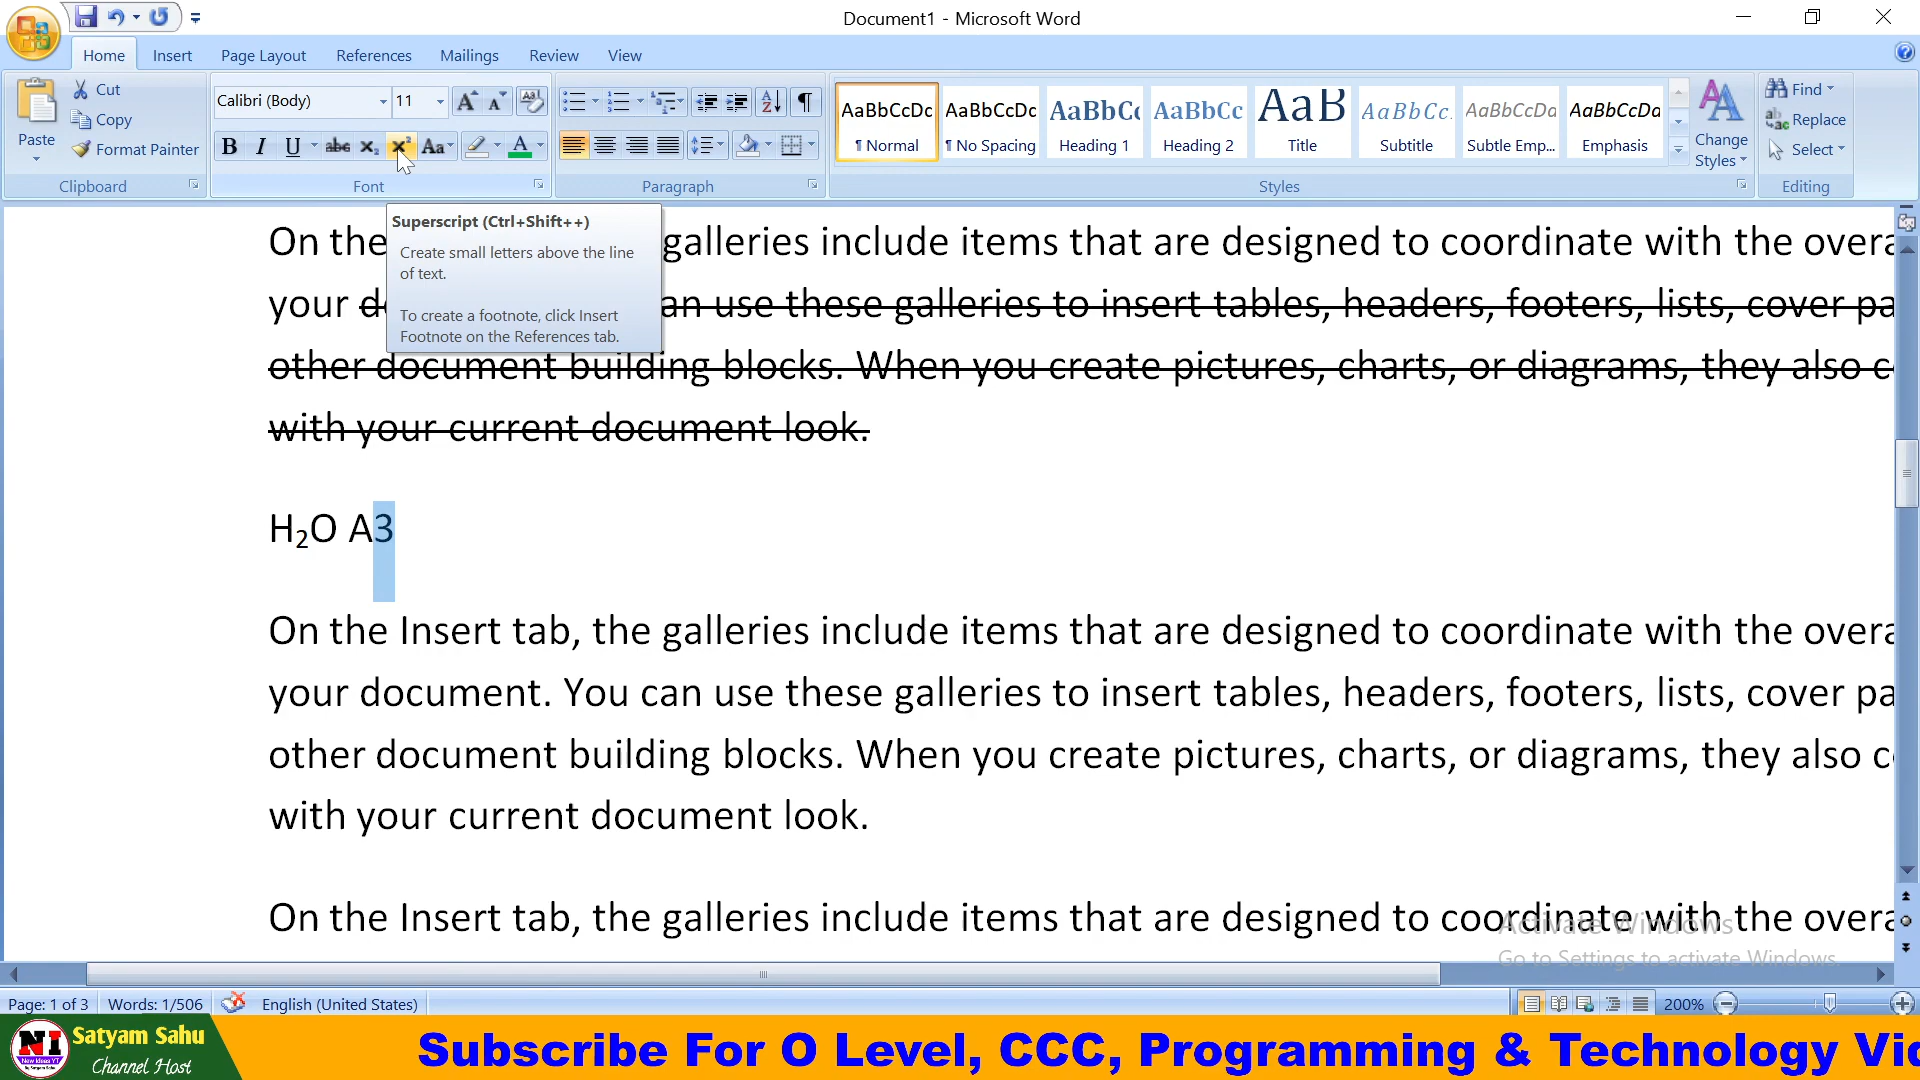 Document1 - Microsoft Word
Home Insert Page Layout References Mailings Review View
Paste
Cut
Copy
Format Painter
Clipboard
Calibri (Body) 11
B I U abc x₂ x² Aa A
Font
Paragraph
AaBbCcDc AaBbCcDc AaBbC AaBbCc AaB AaBbCc. AaBbCcDa AaBbCcDa
¶ Normal ¶ No Spacing Heading 1 Heading 2 Title Subtitle Subtle Emp... Emphasis
Change
Styles
Styles
Find
Replace
Select
Editing
Superscript (Ctrl+Shift++)
Create small letters above the line
of text.
To create a footnote, click Insert
Footnote on the References tab.
On the galleries include items that are designed to coordinate with the overa
your an use these galleries to insert tables, headers, footers, lists, cover pa
other document building blocks. When you create pictures, charts, or diagrams, they also c
with your current document look.
H₂O A3
On the Insert tab, the galleries include items that are designed to coordinate with the overa
your document. You can use these galleries to insert tables, headers, footers, lists, cover pa
other document building blocks. When you create pictures, charts, or diagrams, they also c
with your current document look.
On the Insert tab, the galleries include items that are designed to coordinate with the overa
Activate Windows
Go to Settings to activate Windows.
Page: 1 of 3 Words: 1/506 English (United States) 200%
NI
New Ideas YT
Satyam Sahu
Channel Host
Subscribe For O Level, CCC, Programming & Technology Vid